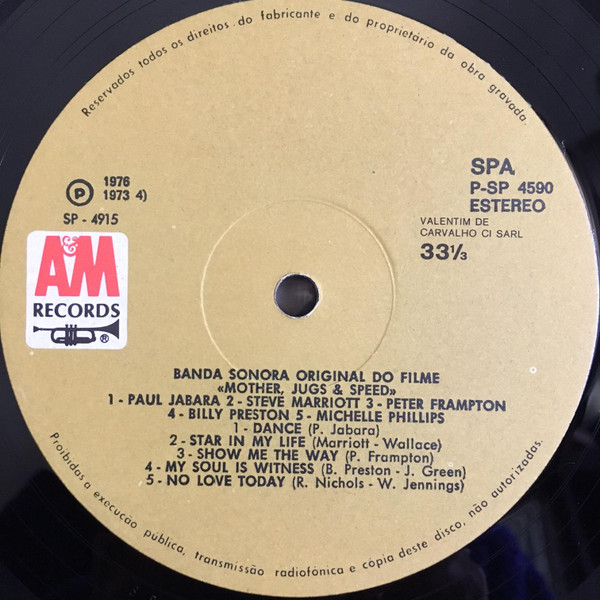 Reservados todos os direitos do fabricante e do proprietário da obra gravada.
SPA
P-SP 4590
ESTEREO
VALENTIM DE
CARVALHO CI SARL
33 1/3
P 1976
1973 4)
SP - 4915
A&M
RECORDS
®
BANDA SONORA ORIGINAL DO FILME
«MOTHER, JUGS & SPEED»
1 - PAUL JABARA 2 - STEVE MARRIOTT 3 - PETER FRAMPTON
4 - BILLY PRESTON 5 - MICHELLE PHILLIPS
1 - DANCE (P. Jabara)
2 - STAR IN MY LIFE (Marriott - Wallace)
3 - SHOW ME THE WAY (P. Frampton)
4 - MY SOUL IS WITNESS (B. Preston - J. Green)
5 - NO LOVE TODAY (R. Nichols - W. Jennings)
Proibidas a execução pública, transmissão radiofónica e cópia deste disco, não autorizadas.